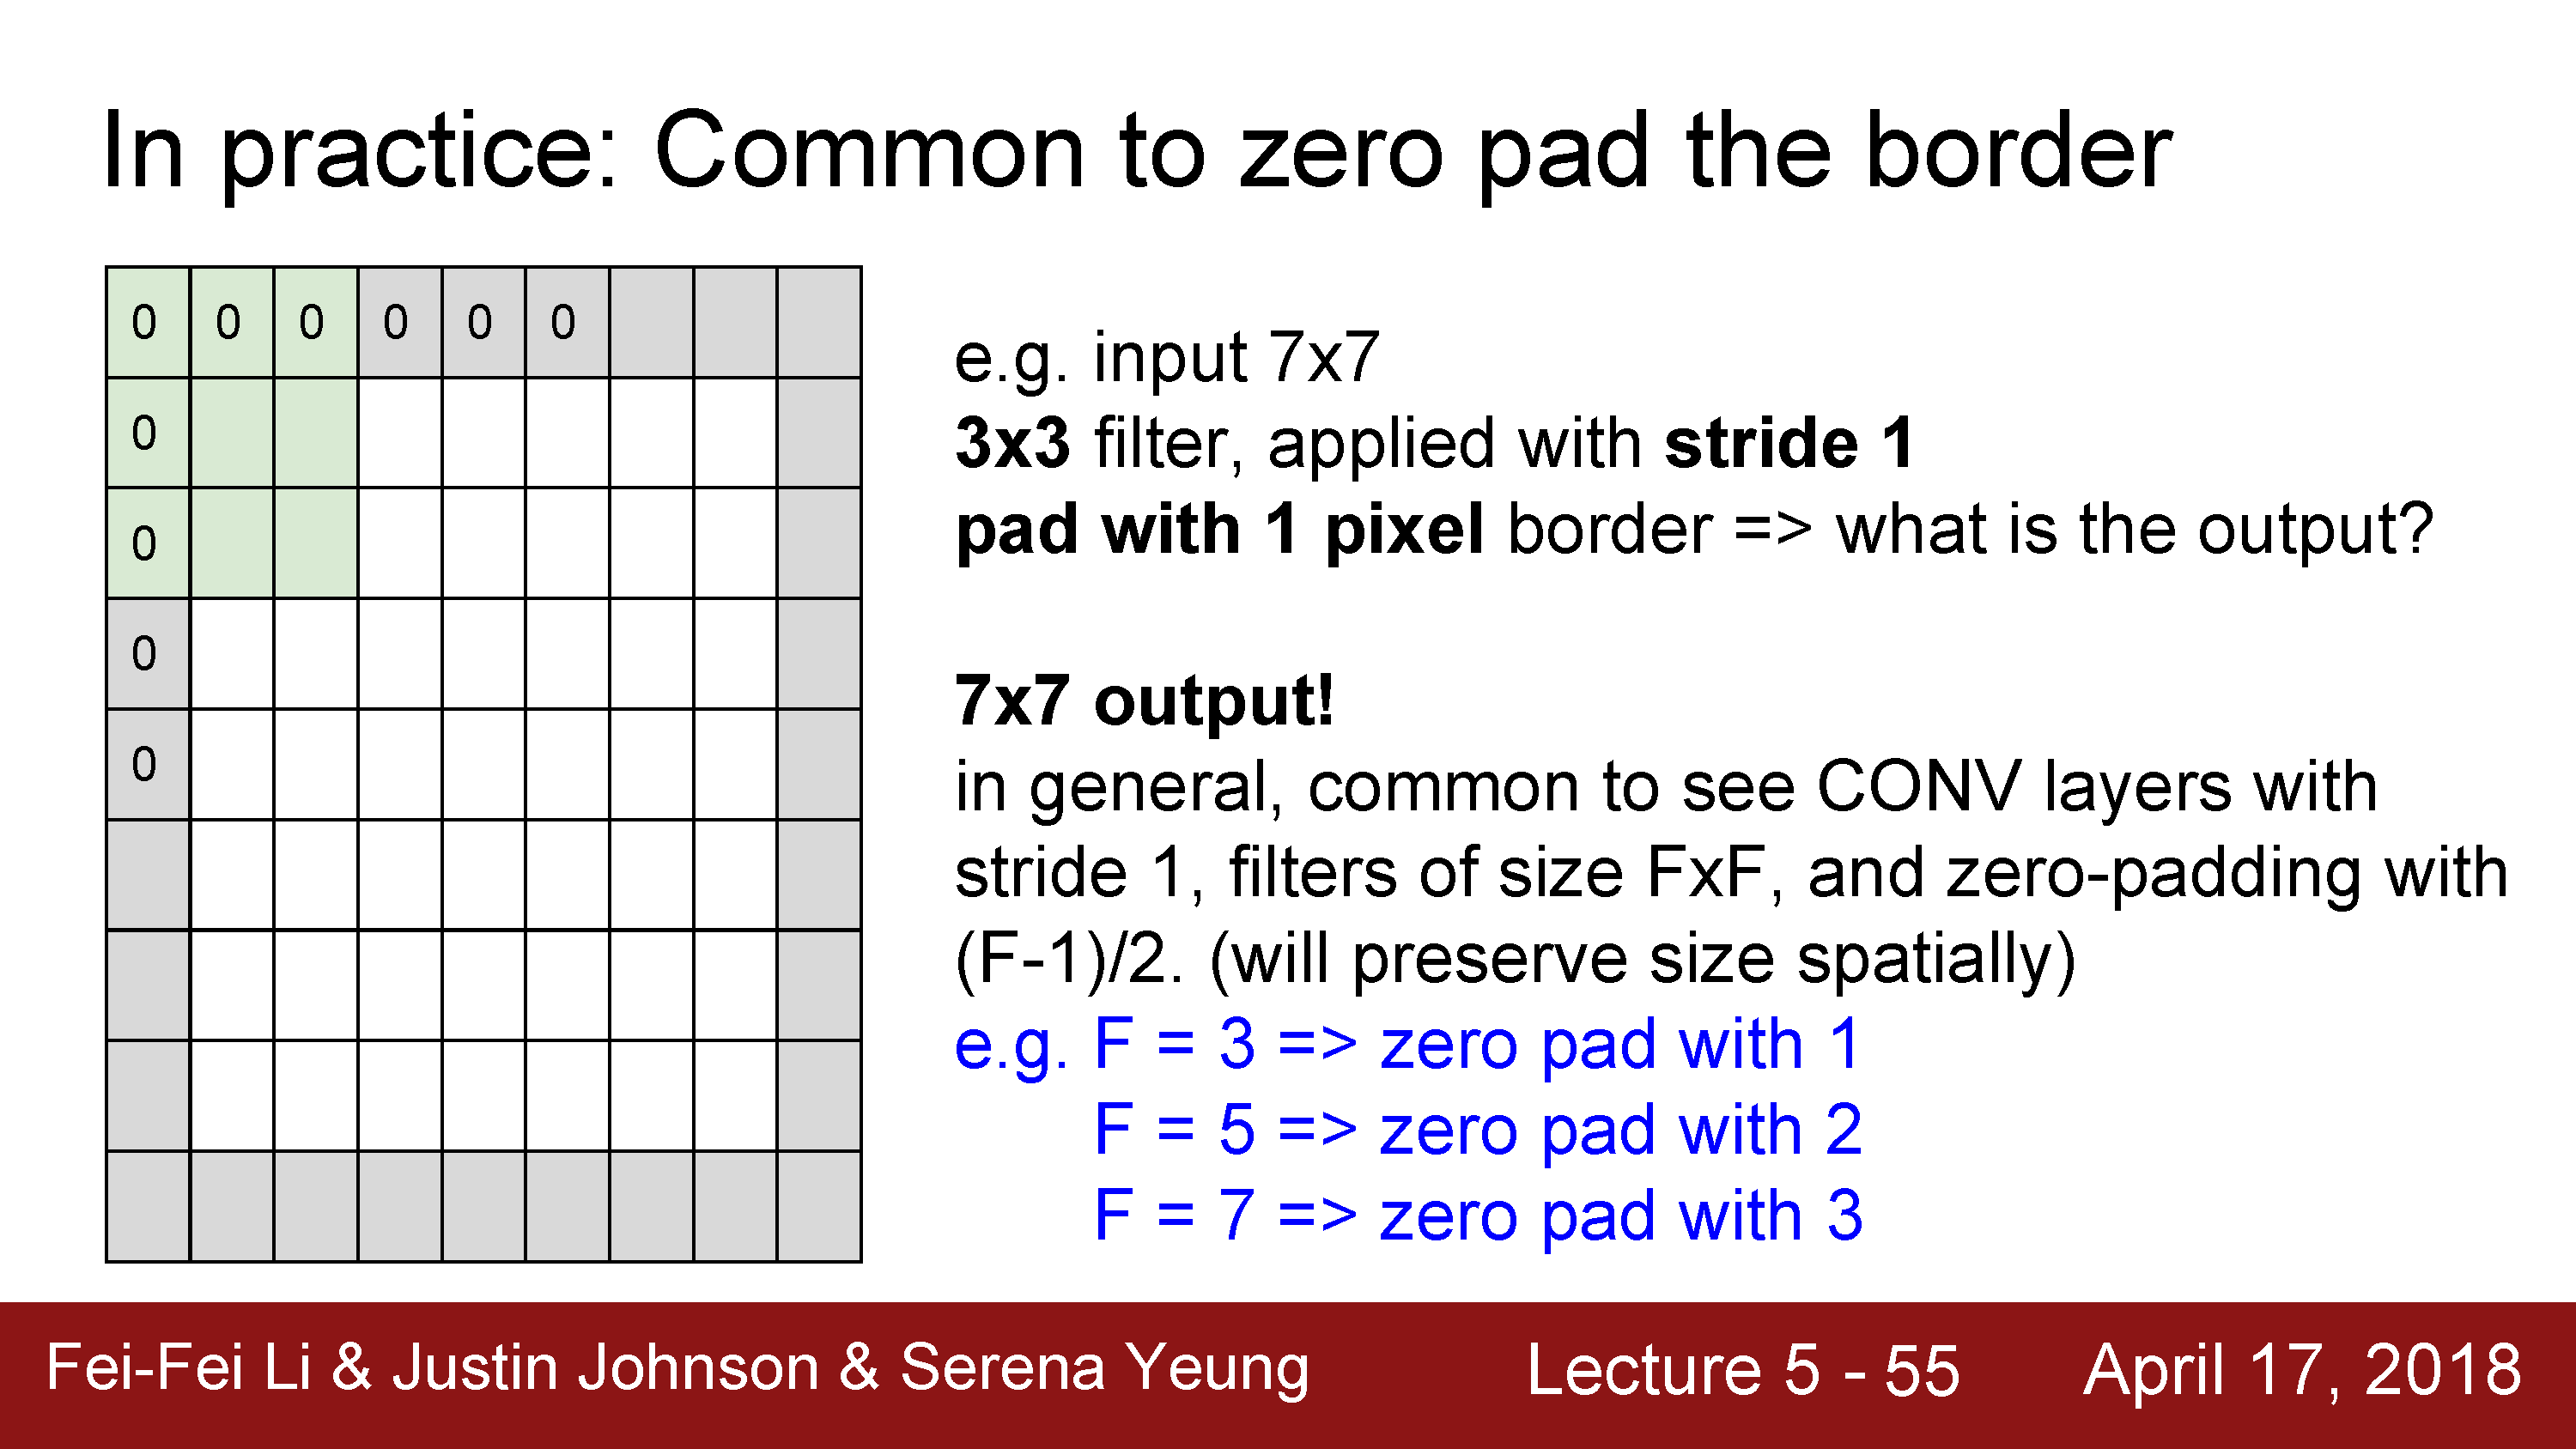 In practice: Common to zero pad the border
0 0 0 0 0 0
0
0
0
0
e.g. input 7x7
3x3 filter, applied with stride 1
pad with 1 pixel border => what is the output?
7x7 output!
in general, common to see CONV layers with
stride 1, filters of size FxF, and zero-padding with
(F-1)/2. (will preserve size spatially)
e.g. F = 3 => zero pad with 1
F = 5 => zero pad with 2
F = 7 => zero pad with 3
Fei-Fei Li & Justin Johnson & Serena Yeung Lecture 5 - 55 April 17, 2018